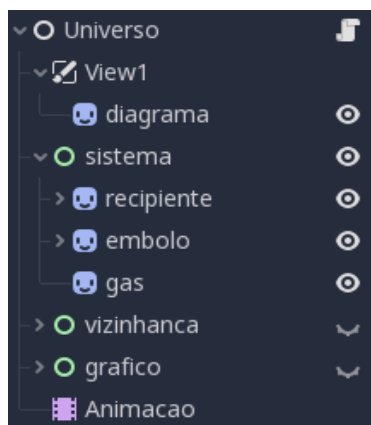 Universo
View1
diagrama
sistema
recipiente
embolo
gas
vizinhanca
grafico
Animacao